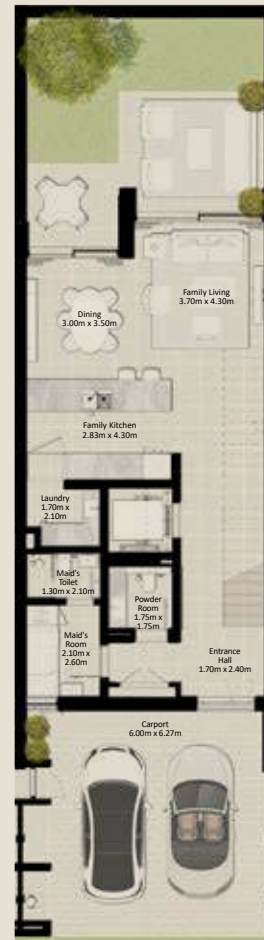 Family Living
3.70m x 4.30m
Dining
3.00m x 3.50m
Family Kitchen
2.83m x 4.30m
Laundry
1.70m x
2.10m
Maid's
Toilet
1.30m x 2.10m
Powder
Room
1.75m x
1.75m
Maid's
Room
2.10m x
2.60m
Entrance
Hall
1.70m x 2.40m
Carport
6.00m x 6.27m